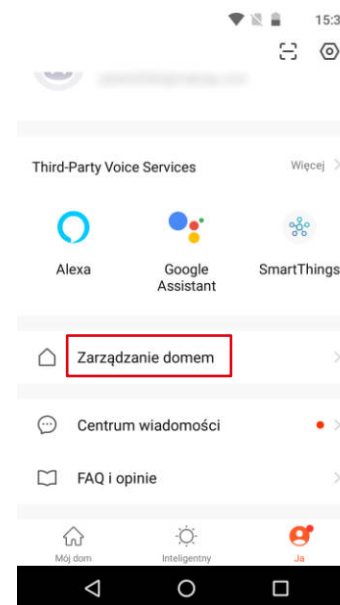 15:3
Third-Party Voice Services
Więcej
Alexa
Google
Assistant
SmartThings
Zarządzanie domem
Centrum wiadomości
FAQ i opinie
Mój dom
Inteligentny
Ja